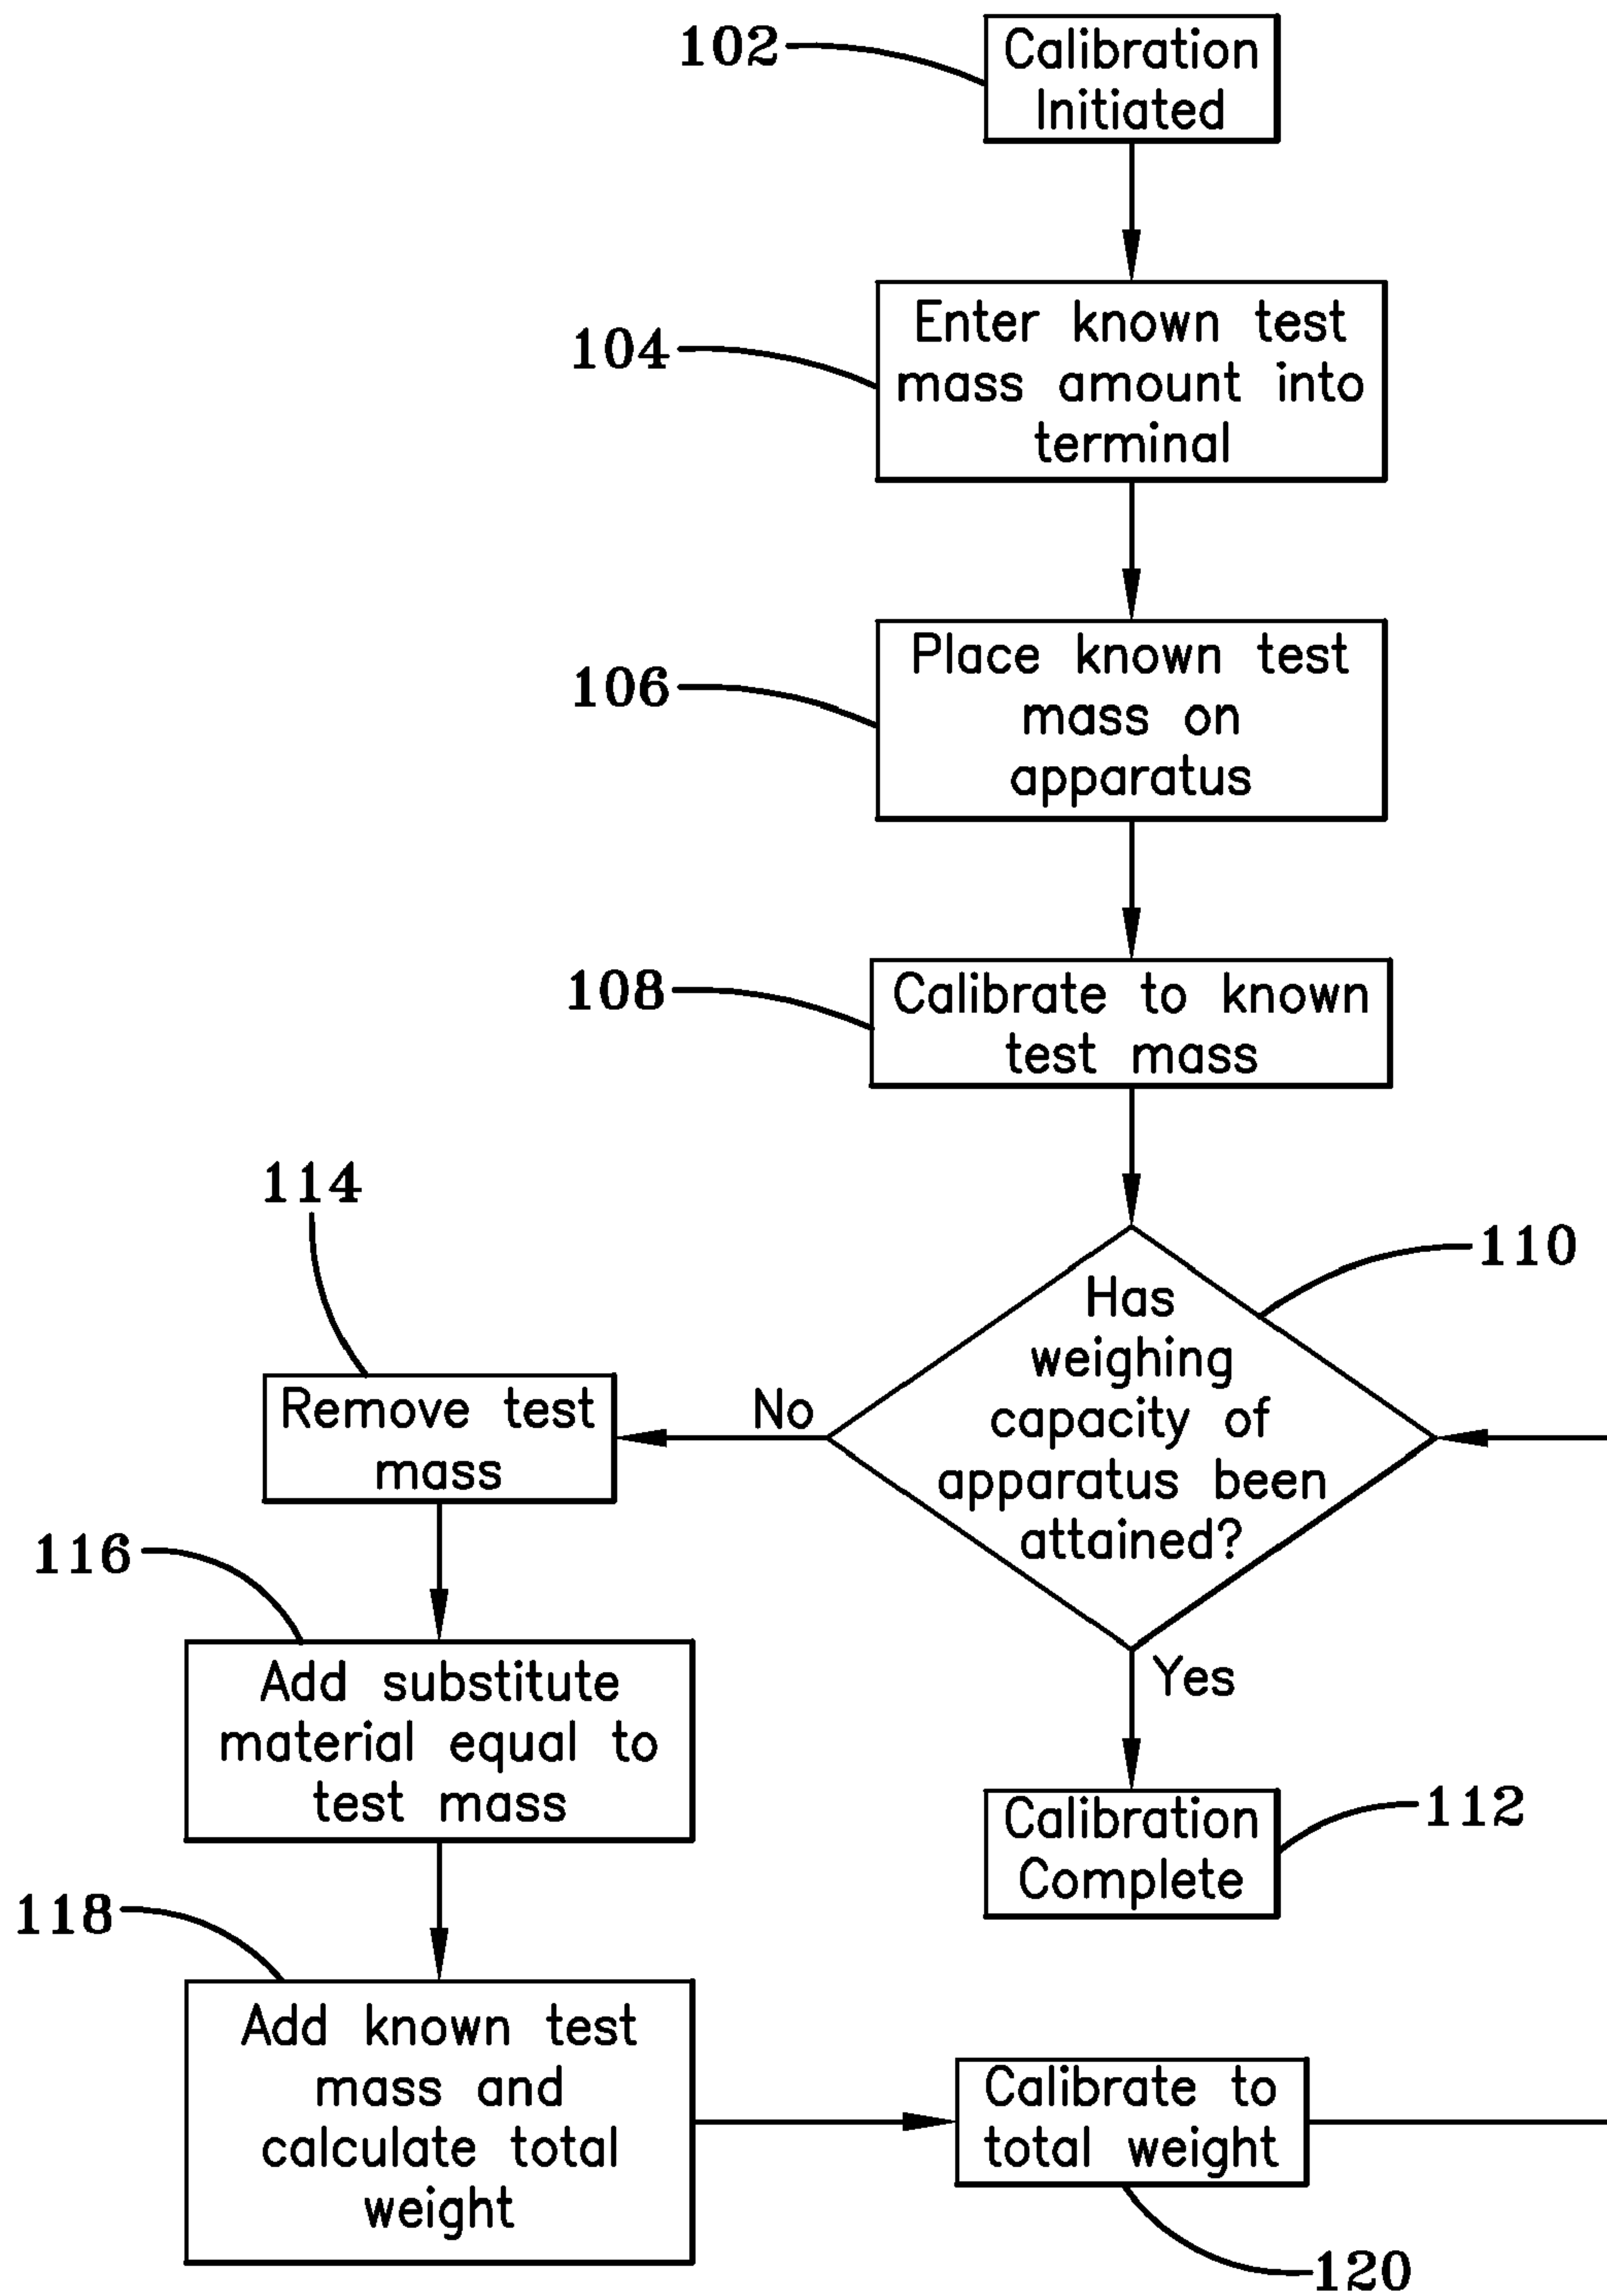 102
Calibration
Initiated
104
Enter known test
mass amount into
terminal
106
Place known test
mass on
apparatus
108
Calibrate to known
test mass
114
110
Has
weighing
capacity of
apparatus been
attained?
No
Remove test
mass
116
Yes
Add substitute
material equal to
test mass
112
Calibration
Complete
118
Add known test
mass and
calculate total
weight
Calibrate to
total weight
120